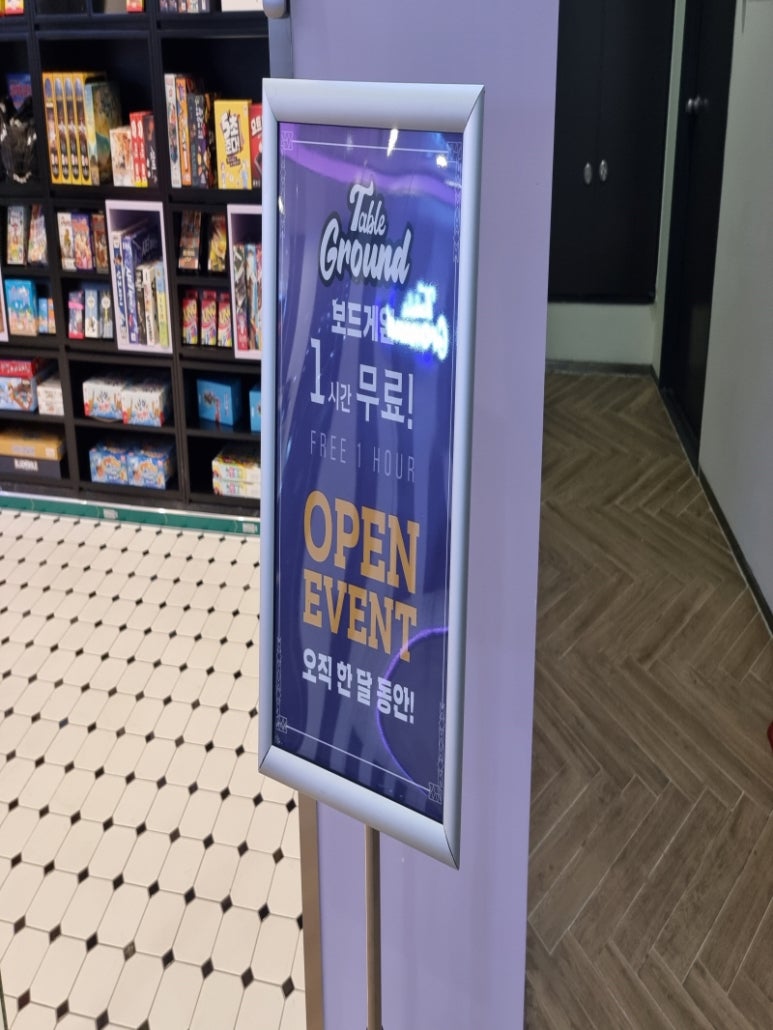 Table
Ground
보드게임
1시간 무료!
FREE 1 HOUR
OPEN
EVENT
오직 한 달 동안!